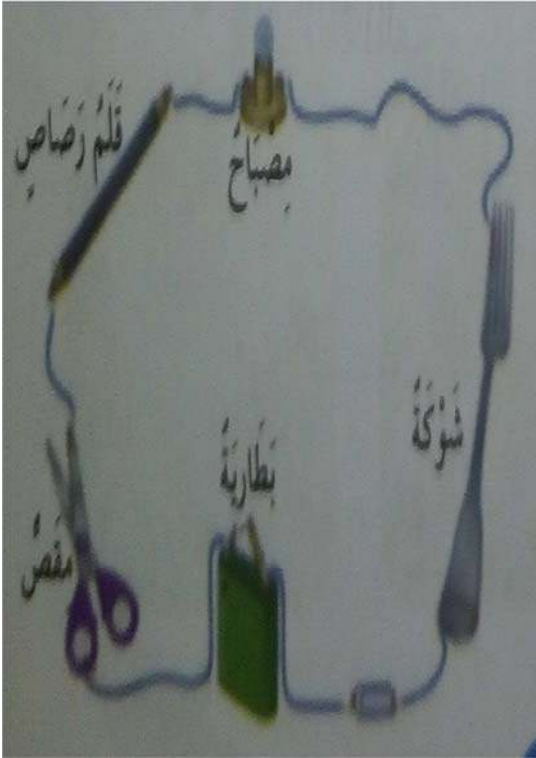 قَلَمُ رَصَاصٍ
مِصْبَاحٌ
شَوْكَةٌ
بَطَّارِيَةٌ
مِقَصٌّ